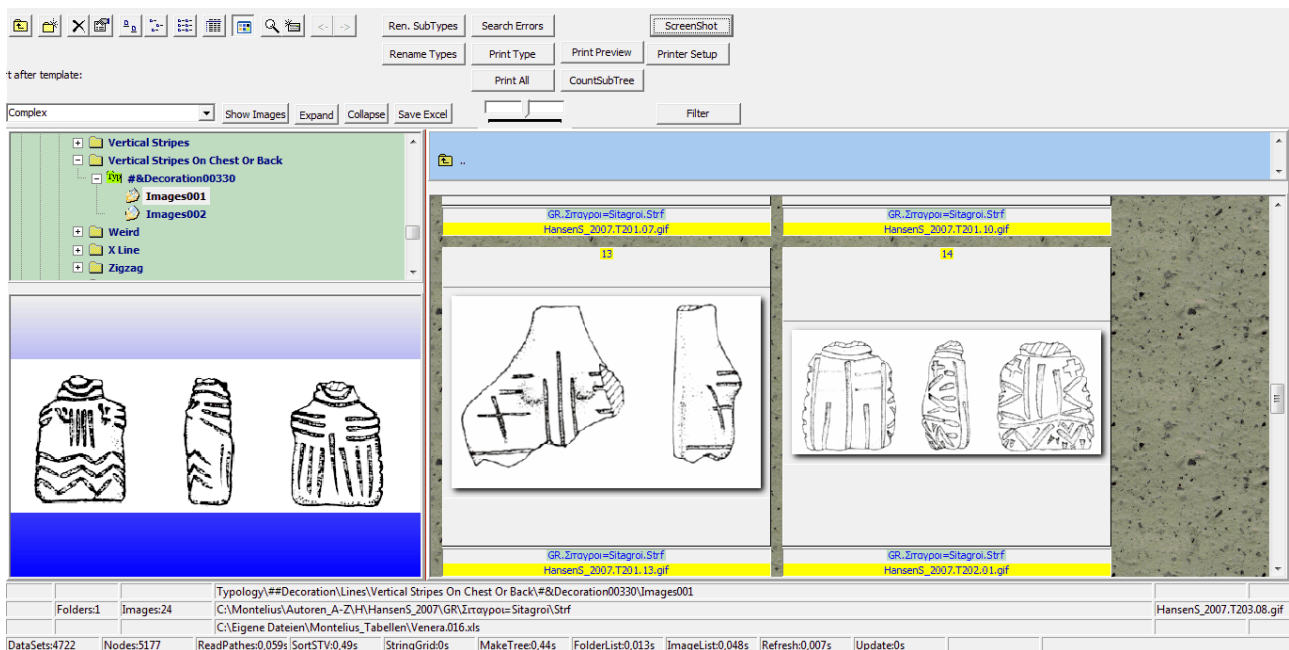 <- ->
Ren. SubTypes
Search Errors
ScreenShot
Rename Types
Print Type
Print Preview
Printer Setup
rt after template:
Print All
CountSubTree
Complex
Show Images
Expand
Collapse
Save Excel
Filter
Vertical Stripes
Vertical Stripes On Chest Or Back
Typ #&Decoration00330
Images001
Images002
Weird
X Line
Zigzag
..
GR.Σιταγροι=Sitagroi.Strf
GR.Σιταγροι=Sitagroi.Strf
HansenS_2007.T201.07.gif
HansenS_2007.T201.10.gif
13
14
GR.Σιταγροι=Sitagroi.Strf
GR.Σιταγροι=Sitagroi.Strf
HansenS_2007.T201.13.gif
HansenS_2007.T202.01.gif
Typology\##Decoration\Lines\Vertical Stripes On Chest Or Back\#&Decoration00330\Images001
Folders:1
Images:24
C:\Montelius\Autoren_A-Z\H\HansenS_2007\GR\Σιταγροι=Sitagroi\Strf
HansenS_2007.T203.08.gif
C:\Eigene Dateien\Montelius_Tabellen\Venera.016.xls
DataSets:4722
Nodes:5177
ReadPathes:0,059s
SortSTV:0,49s
StringGrid:0s
MakeTree:0,44s
FolderList:0,013s
ImageList:0,048s
Refresh:0,007s
Update:0s